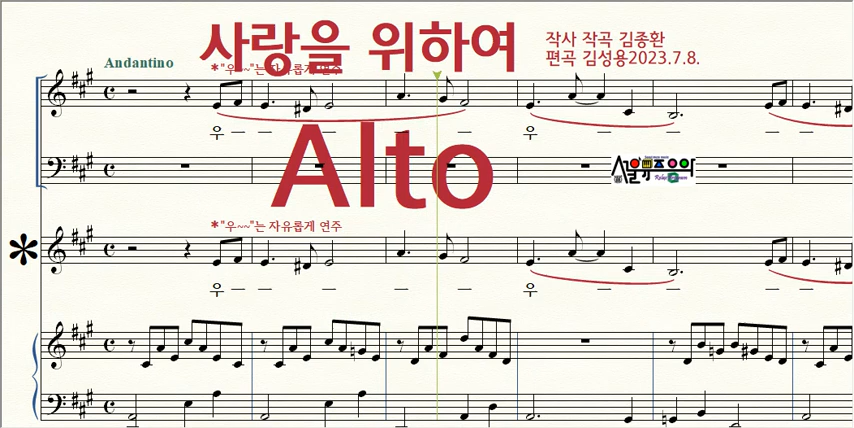 사랑을 위하여
작사 작곡 김종환
편곡 김성용2023.7.8.
Andantino
*"우~~"는 자유롭게 연주
우
우
Alto
*"우~~"는 자유롭게 연주
우
우